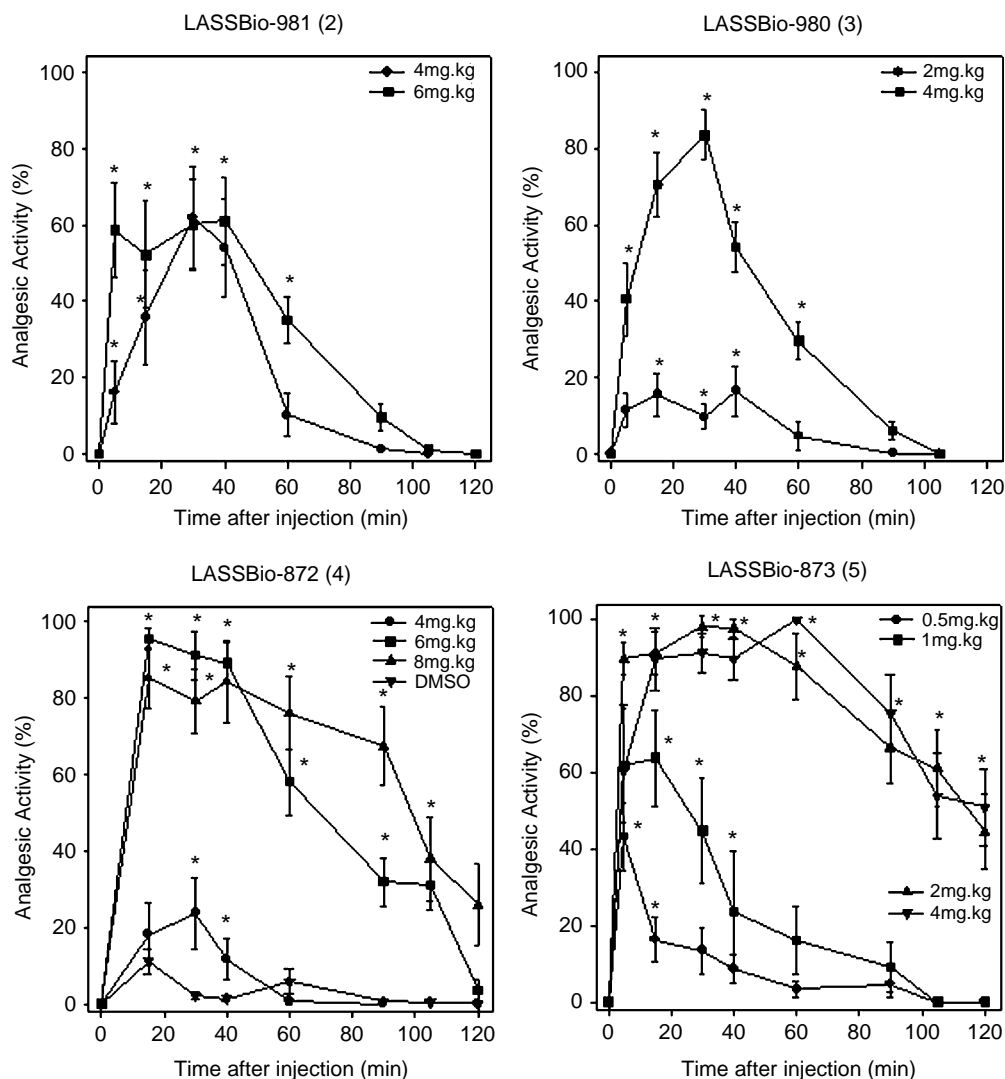 LASSBio-981 (2)
100
80
60
40
20
0
Analgesic Activity (%)
4mg.kg
6mg.kg
*
*
*
*
*
*
*
0 20 40 60 80 100 120
Time after injection (min)
LASSBio-980 (3)
100
80
60
40
20
0
Analgesic Activity (%)
2mg.kg
4mg.kg
*
*
*
*
*
*
*
*
0 20 40 60 80 100 120
Time after injection (min)
LASSBio-872 (4)
100
80
60
40
20
0
Analgesic Activity (%)
4mg.kg
6mg.kg
8mg.kg
DMSO
* * *
* *
*
*
*
*
*
*
*
0 20 40 60 80 100 120
Time after injection (min)
LASSBio-873 (5)
100
80
60
40
20
0
Analgesic Activity (%)
0.5mg.kg
1mg.kg
* * * * *
*
*
*
*
*
*
*
*
*
2mg.kg
4mg.kg
0 20 40 60 80 100 120
Time after injection (min)